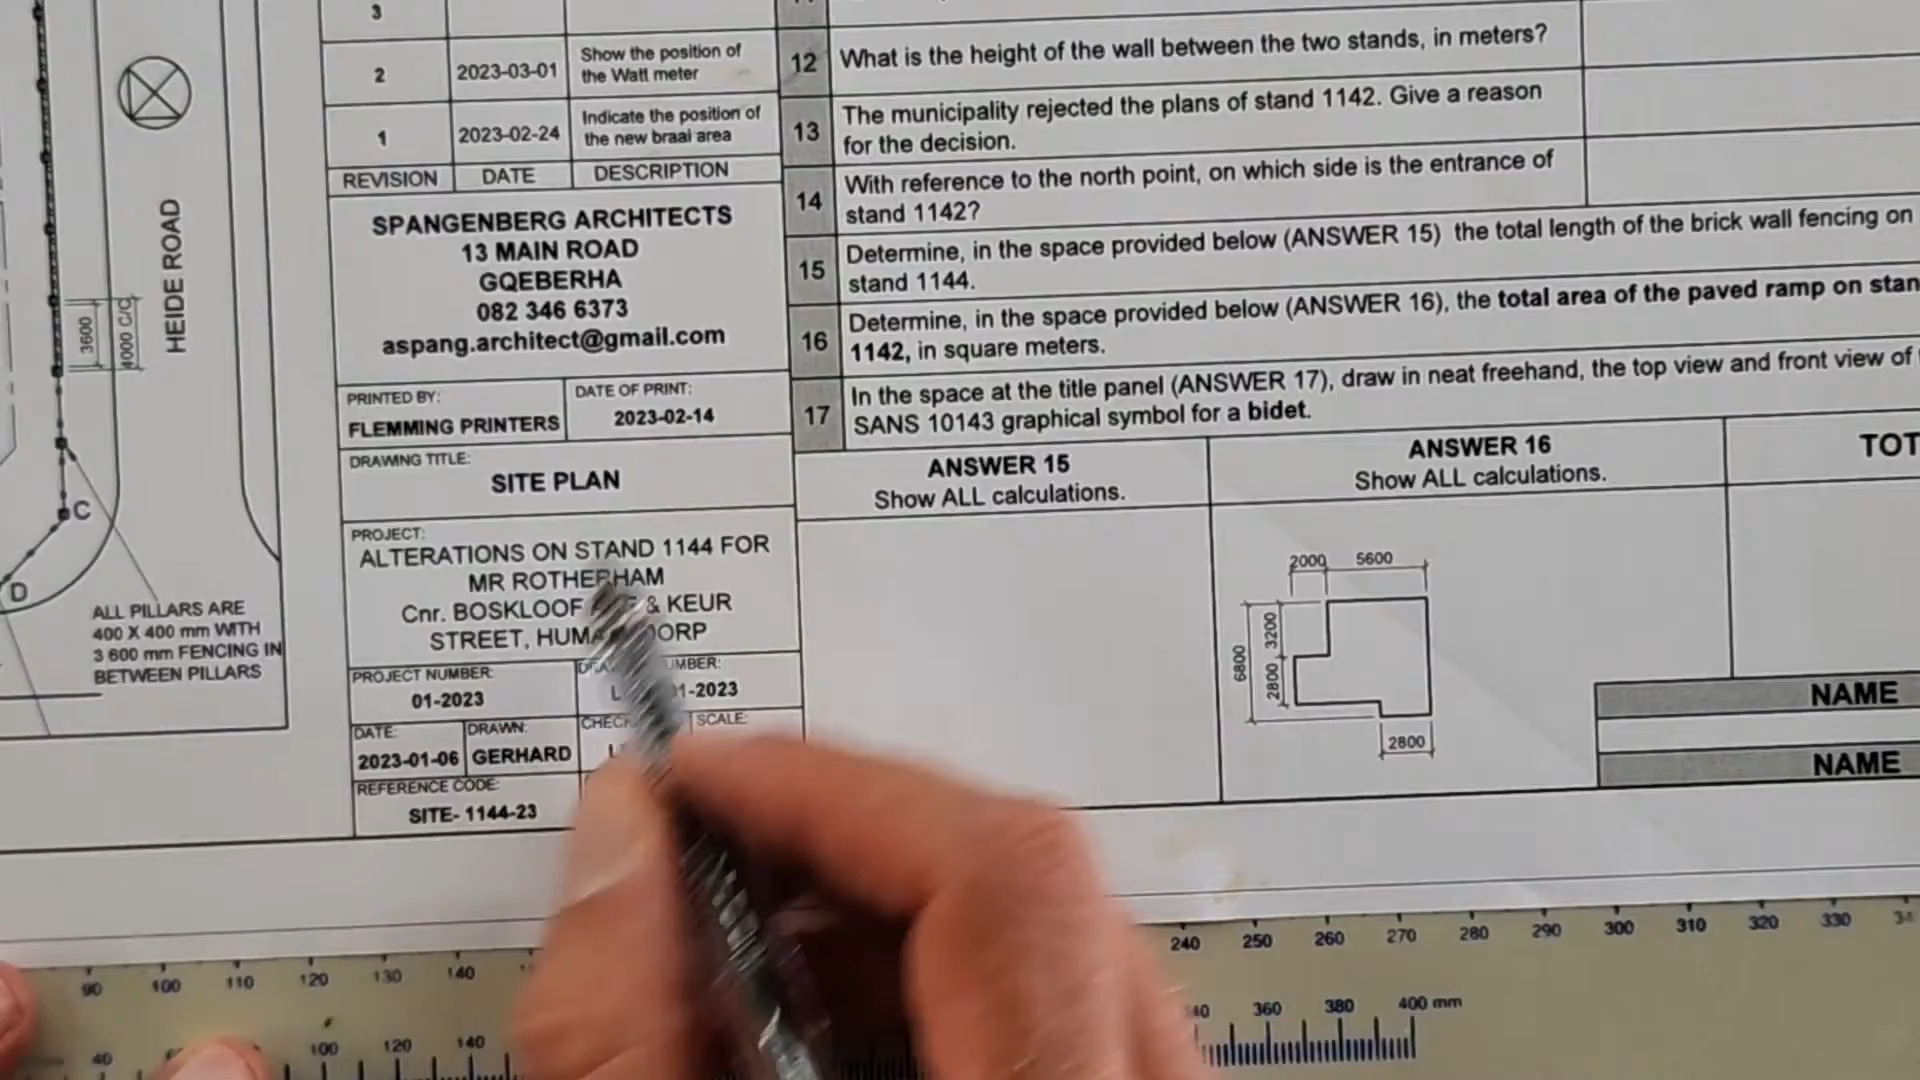 3
2
2023-03-01
Show the position of
the Watt meter
1
2023-02-24
Indicate the position of
the new braai area
REVISION
DATE
DESCRIPTION
SPANGENBERG ARCHITECTS
13 MAIN ROAD
GQEBERHA
082 346 6373
aspang.architect@gmail.com
PRINTED BY:
FLEMMING PRINTERS
DATE OF PRINT:
2023-02-14
DRAWING TITLE:
SITE PLAN
PROJECT:
ALTERATIONS ON STAND 1144 FOR
MR ROTHERHAM
Cnr. BOSKLOOF & KEUR
STREET,
PROJECT NUMBER:
01-2023
1-2023
DATE:
2023-01-06
DRAWN:
GERHARD
SCALE:
REFERENCE CODE:
SITE- 1144-23
HEIDE ROAD
3600
4000 C/C
C
D
ALL PILLARS ARE
400 X 400 mm WITH
3 600 mm FENCING IN
BETWEEN PILLARS
12
What is the height of the wall between the two stands, in meters?
13
The municipality rejected the plans of stand 1142. Give a reason
for the decision.
14
With reference to the north point, on which side is the entrance of
stand 1142?
15
Determine, in the space provided below (ANSWER 15) the total length of the brick wall fencing on
stand 1144.
16
Determine, in the space provided below (ANSWER 16), the total area of the paved ramp on stan
1142, in square meters.
17
In the space at the title panel (ANSWER 17), draw in neat freehand, the top view and front view of
SANS 10143 graphical symbol for a bidet.
ANSWER 15
Show ALL calculations.
ANSWER 16
Show ALL calculations.
TOT
2000
5600
6800
3200
2800
2800
NAME
NAME
90 100 110 120 130 140
240 250 260 270 280 290 300 310 320 330
40
100 120 140
360 380 400 mm